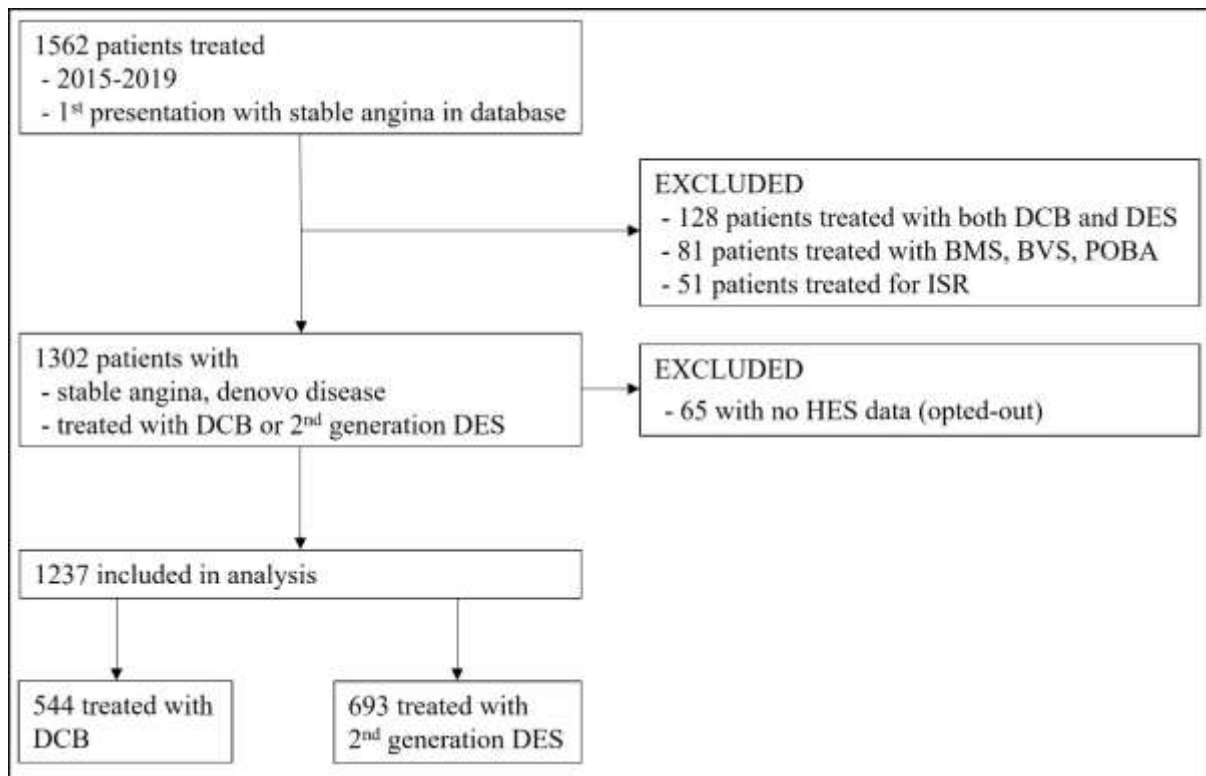 1562 patients treated
- 2015-2019
- 1st presentation with stable angina in database
EXCLUDED
- 128 patients treated with both DCB and DES
- 81 patients treated with BMS, BVS, POBA
- 51 patients treated for ISR
1302 patients with
- stable angina, denovo disease
- treated with DCB or 2nd generation DES
EXCLUDED
- 65 with no HES data (opted-out)
1237 included in analysis
544 treated with
DCB
693 treated with
2nd generation DES